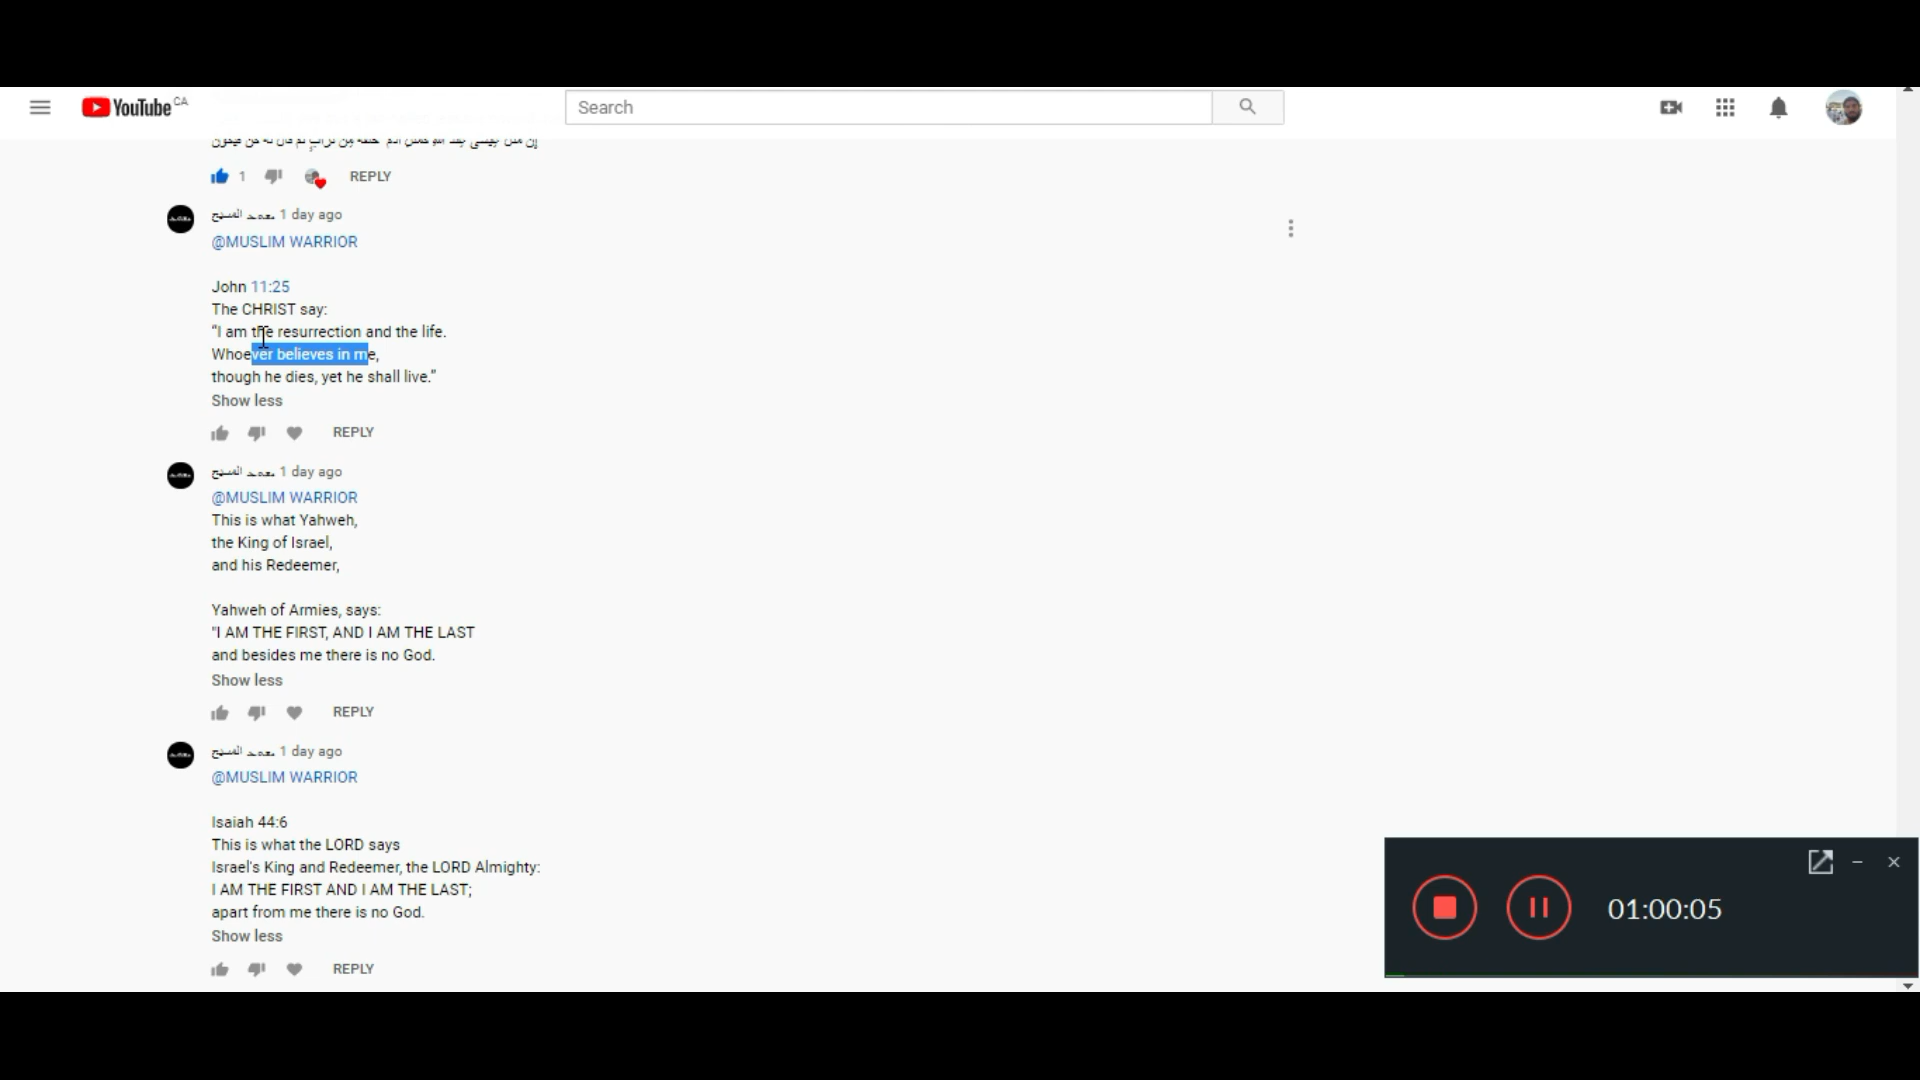 YouTube CA
Search
1 REPLY
1 day ago
@MUSLIM WARRIOR
John 11:25
The CHRIST say:
“I am the resurrection and the life.
Whoever believes in me,
though he dies, yet he shall live.”
Show less
REPLY
1 day ago
@MUSLIM WARRIOR
This is what Yahweh,
the King of Israel,
and his Redeemer,
Yahweh of Armies, says:
"I AM THE FIRST, AND I AM THE LAST
and besides me there is no God.
Show less
REPLY
1 day ago
@MUSLIM WARRIOR
Isaiah 44:6
This is what the LORD says
Israel's King and Redeemer, the LORD Almighty:
I AM THE FIRST AND I AM THE LAST;
apart from me there is no God.
Show less
REPLY
01:00:05